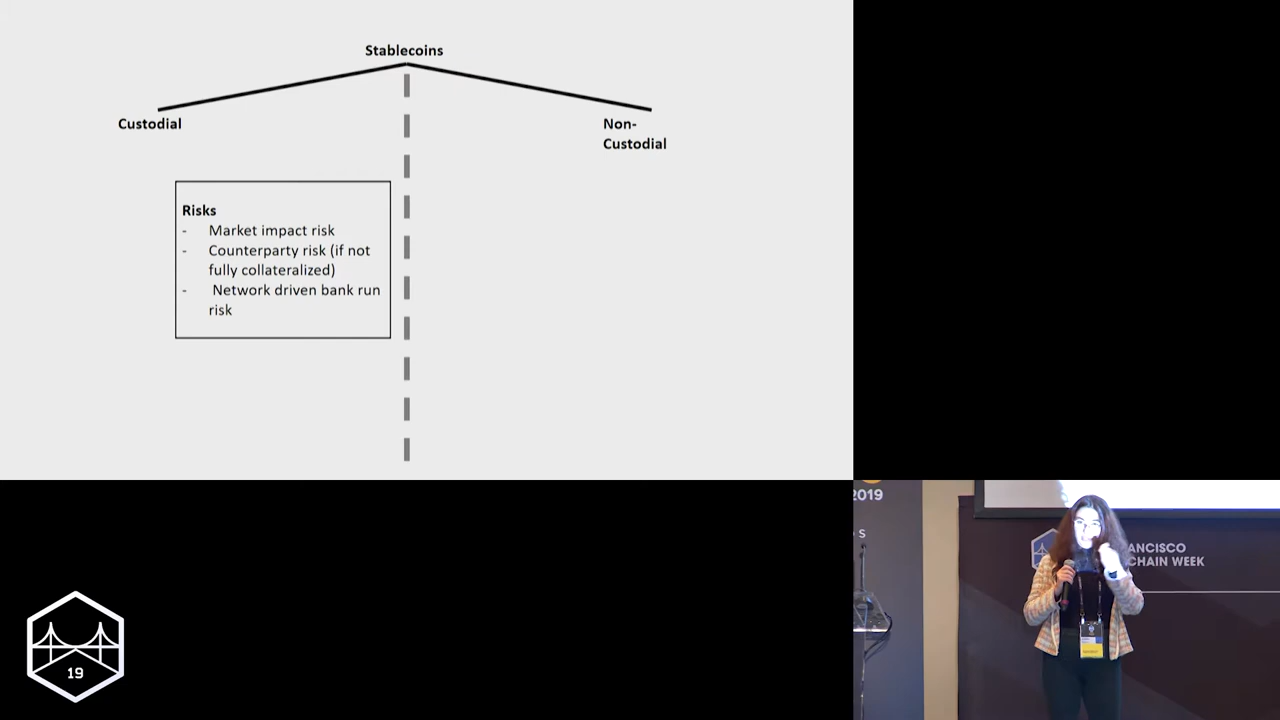 Stablecoins
Custodial
Non-
Custodial
Risks
- Market impact risk
- Counterparty risk (if not
fully collateralized)
- Network driven bank run
risk
2019
S
ANCISCO
CHAIN WEEK
19